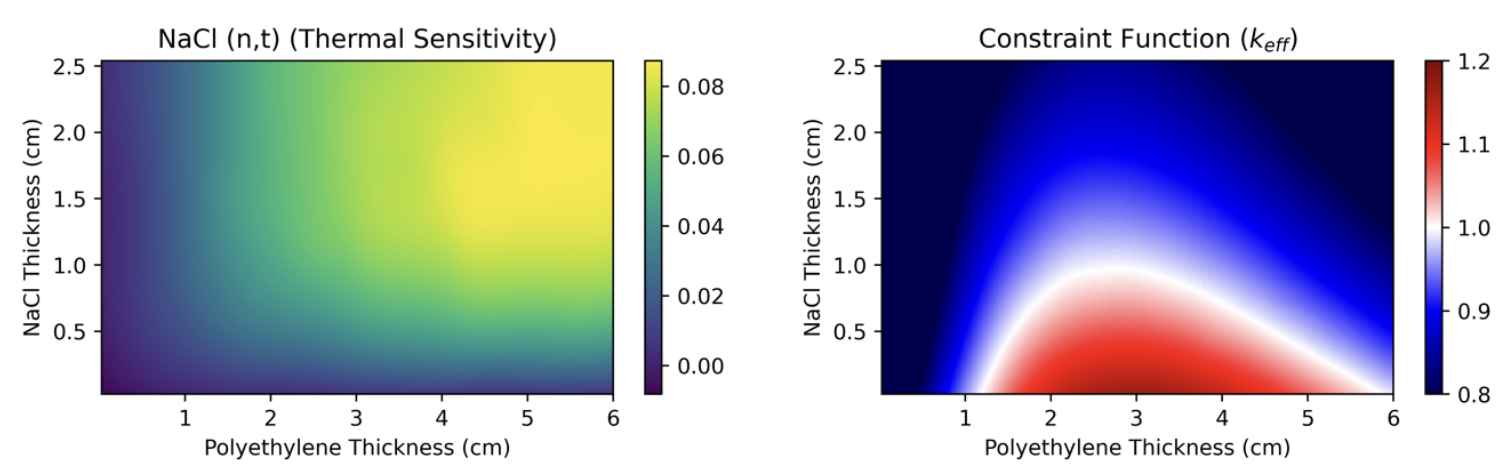 NaCl (n,t) (Thermal Sensitivity)
NaCl Thickness (cm)
2.5
2.0
1.5
1.0
0.5
1 2 3 4 5 6
Polyethylene Thickness (cm)
0.08
0.06
0.04
0.02
0.00
Constraint Function (k_eff)
NaCl Thickness (cm)
2.5
2.0
1.5
1.0
0.5
1 2 3 4 5 6
Polyethylene Thickness (cm)
1.2
1.1
1.0
0.9
0.8